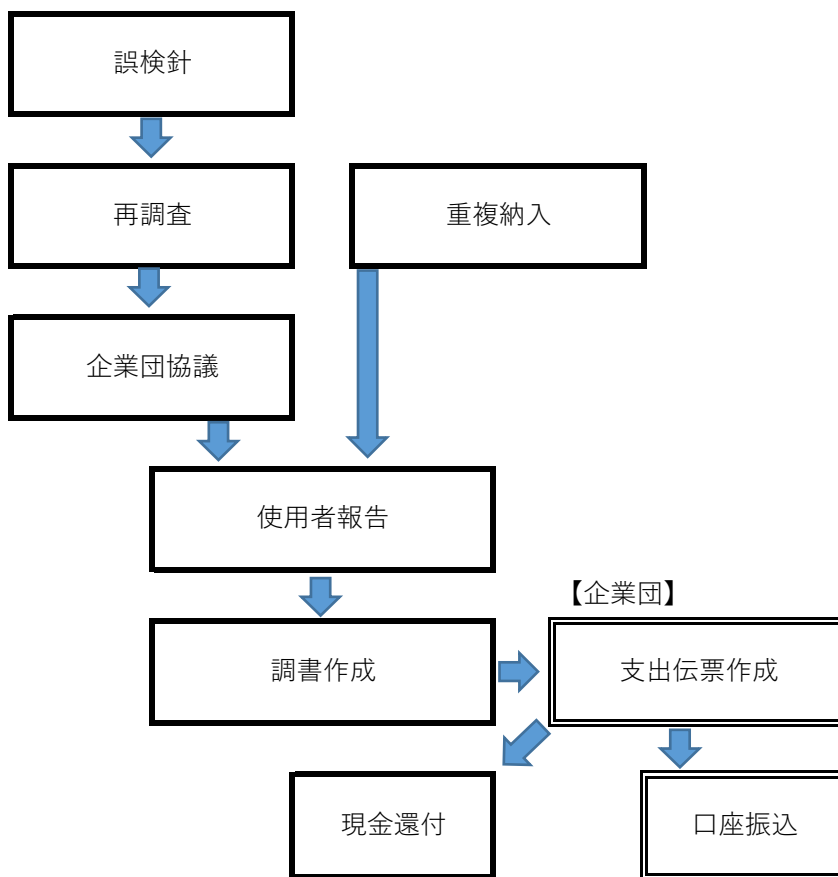 誤検針
再調査
重複納入
企業団協議
使用者報告
【企業団】
調書作成
支出伝票作成
現金還付
口座振込